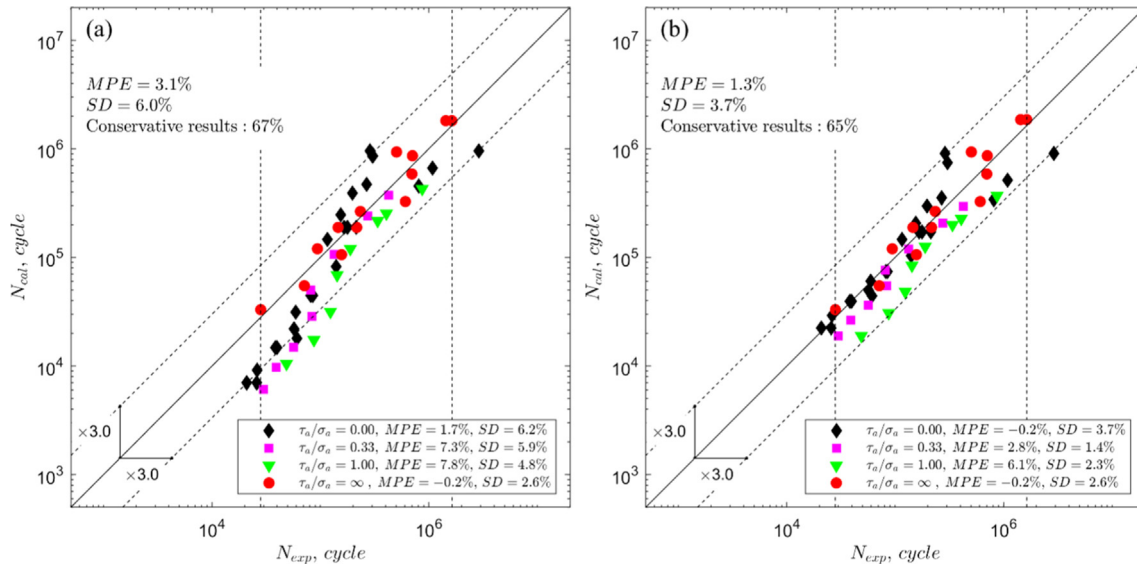 (a)
MPE = 3.1%
SD = 6.0%
Conservative results : 67%
10^7
10^6
10^5
10^4
10^3
N_cal, cycle
×3.0
×3.0
τ_a/σ_a = 0.00, MPE = 1.7%, SD = 6.2%
τ_a/σ_a = 0.33, MPE = 7.3%, SD = 5.9%
τ_a/σ_a = 1.00, MPE = 7.8%, SD = 4.8%
τ_a/σ_a = ∞ , MPE = −0.2%, SD = 2.6%
10^4
10^6
N_exp, cycle
(b)
MPE = 1.3%
SD = 3.7%
Conservative results : 65%
10^7
10^6
10^5
10^4
10^3
N_cal, cycle
×3.0
×3.0
τ_a/σ_a = 0.00, MPE = −0.2%, SD = 3.7%
τ_a/σ_a = 0.33, MPE = 2.8%, SD = 1.4%
τ_a/σ_a = 1.00, MPE = 6.1%, SD = 2.3%
τ_a/σ_a = ∞ , MPE = −0.2%, SD = 2.6%
10^4
10^6
N_exp, cycle